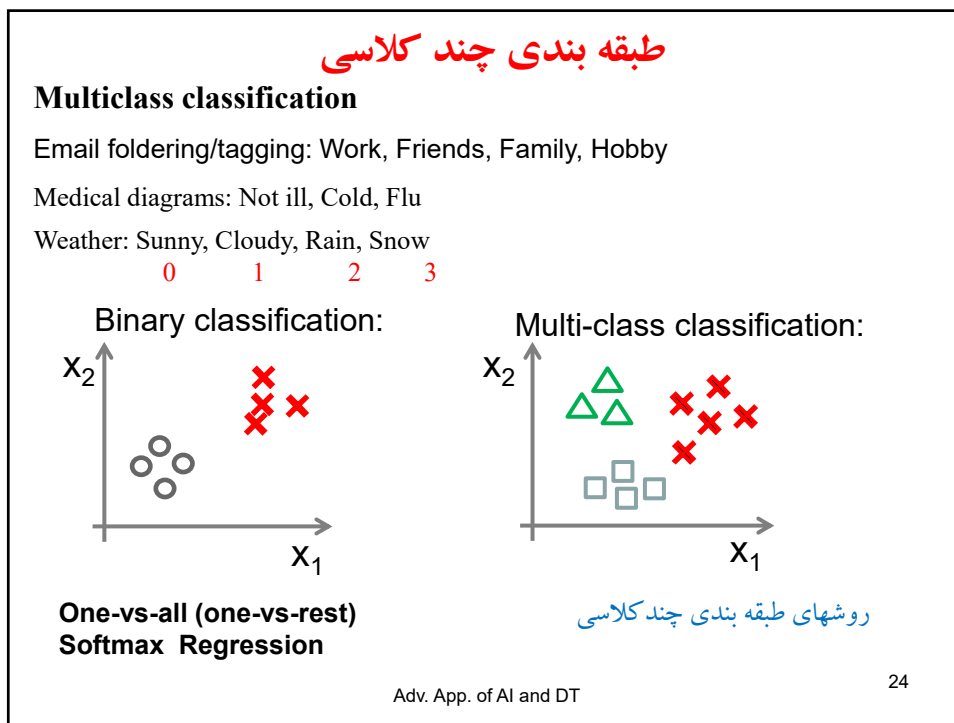 طبقه بندی چند کلاسی
Multiclass classification
Email foldering/tagging: Work, Friends, Family, Hobby
Medical diagrams: Not ill, Cold, Flu
Weather: Sunny, Cloudy, Rain, Snow
0 1 2 3
Binary classification:
x2
x1
Multi-class classification:
x2
x1
One-vs-all (one-vs-rest)
Softmax Regression
روشهای طبقه بندی چندکلاسی
Adv. App. of AI and DT
24